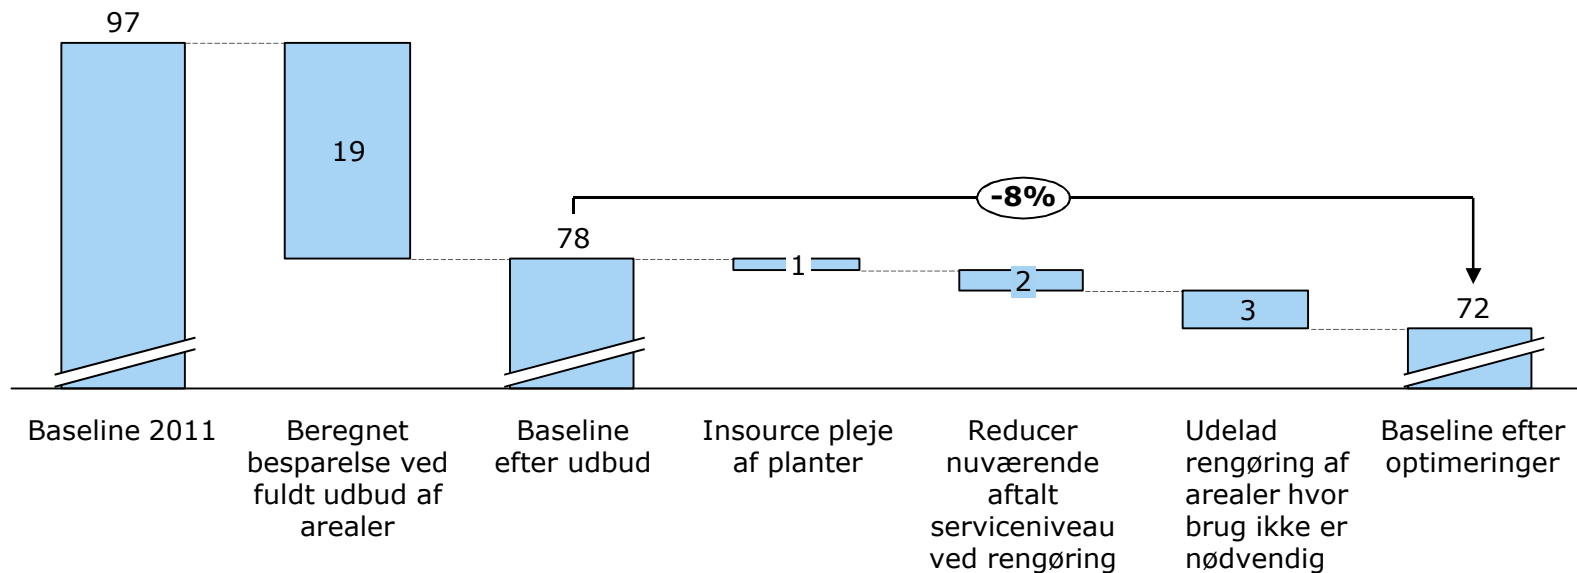 97
19
-8%
78
1
2
3
72
Baseline 2011
Beregnet
besparelse ved
fuldt udbud af
arealer
Baseline
efter udbud
Insource pleje
af planter
Reducer
nuværende
aftalt
serviceniveau
ved rengøring
Udelad
rengøring af
arealer hvor
brug ikke er
nødvendig
Baseline efter
optimeringer